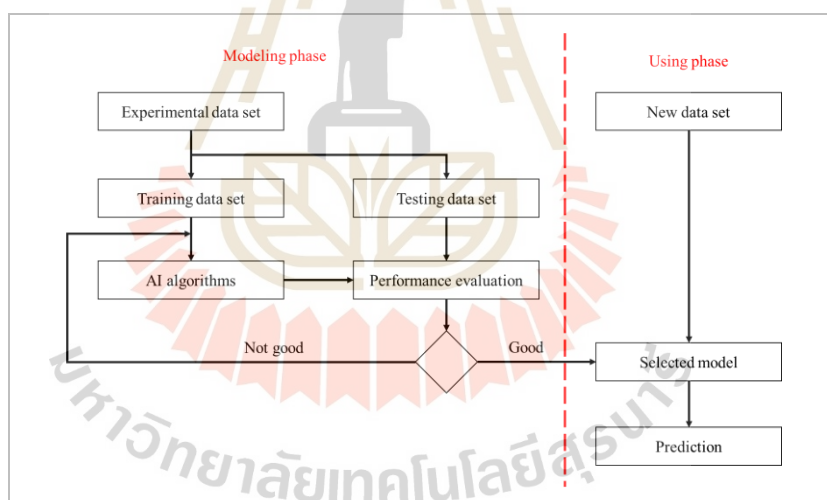 Modeling phase
Using phase
Experimental data set
New data set
Training data set
Testing data set
AI algorithms
Performance evaluation
Not good
Good
Selected model
Prediction
มหาวิทยาลัยเทคโนโลยีสุรนารี